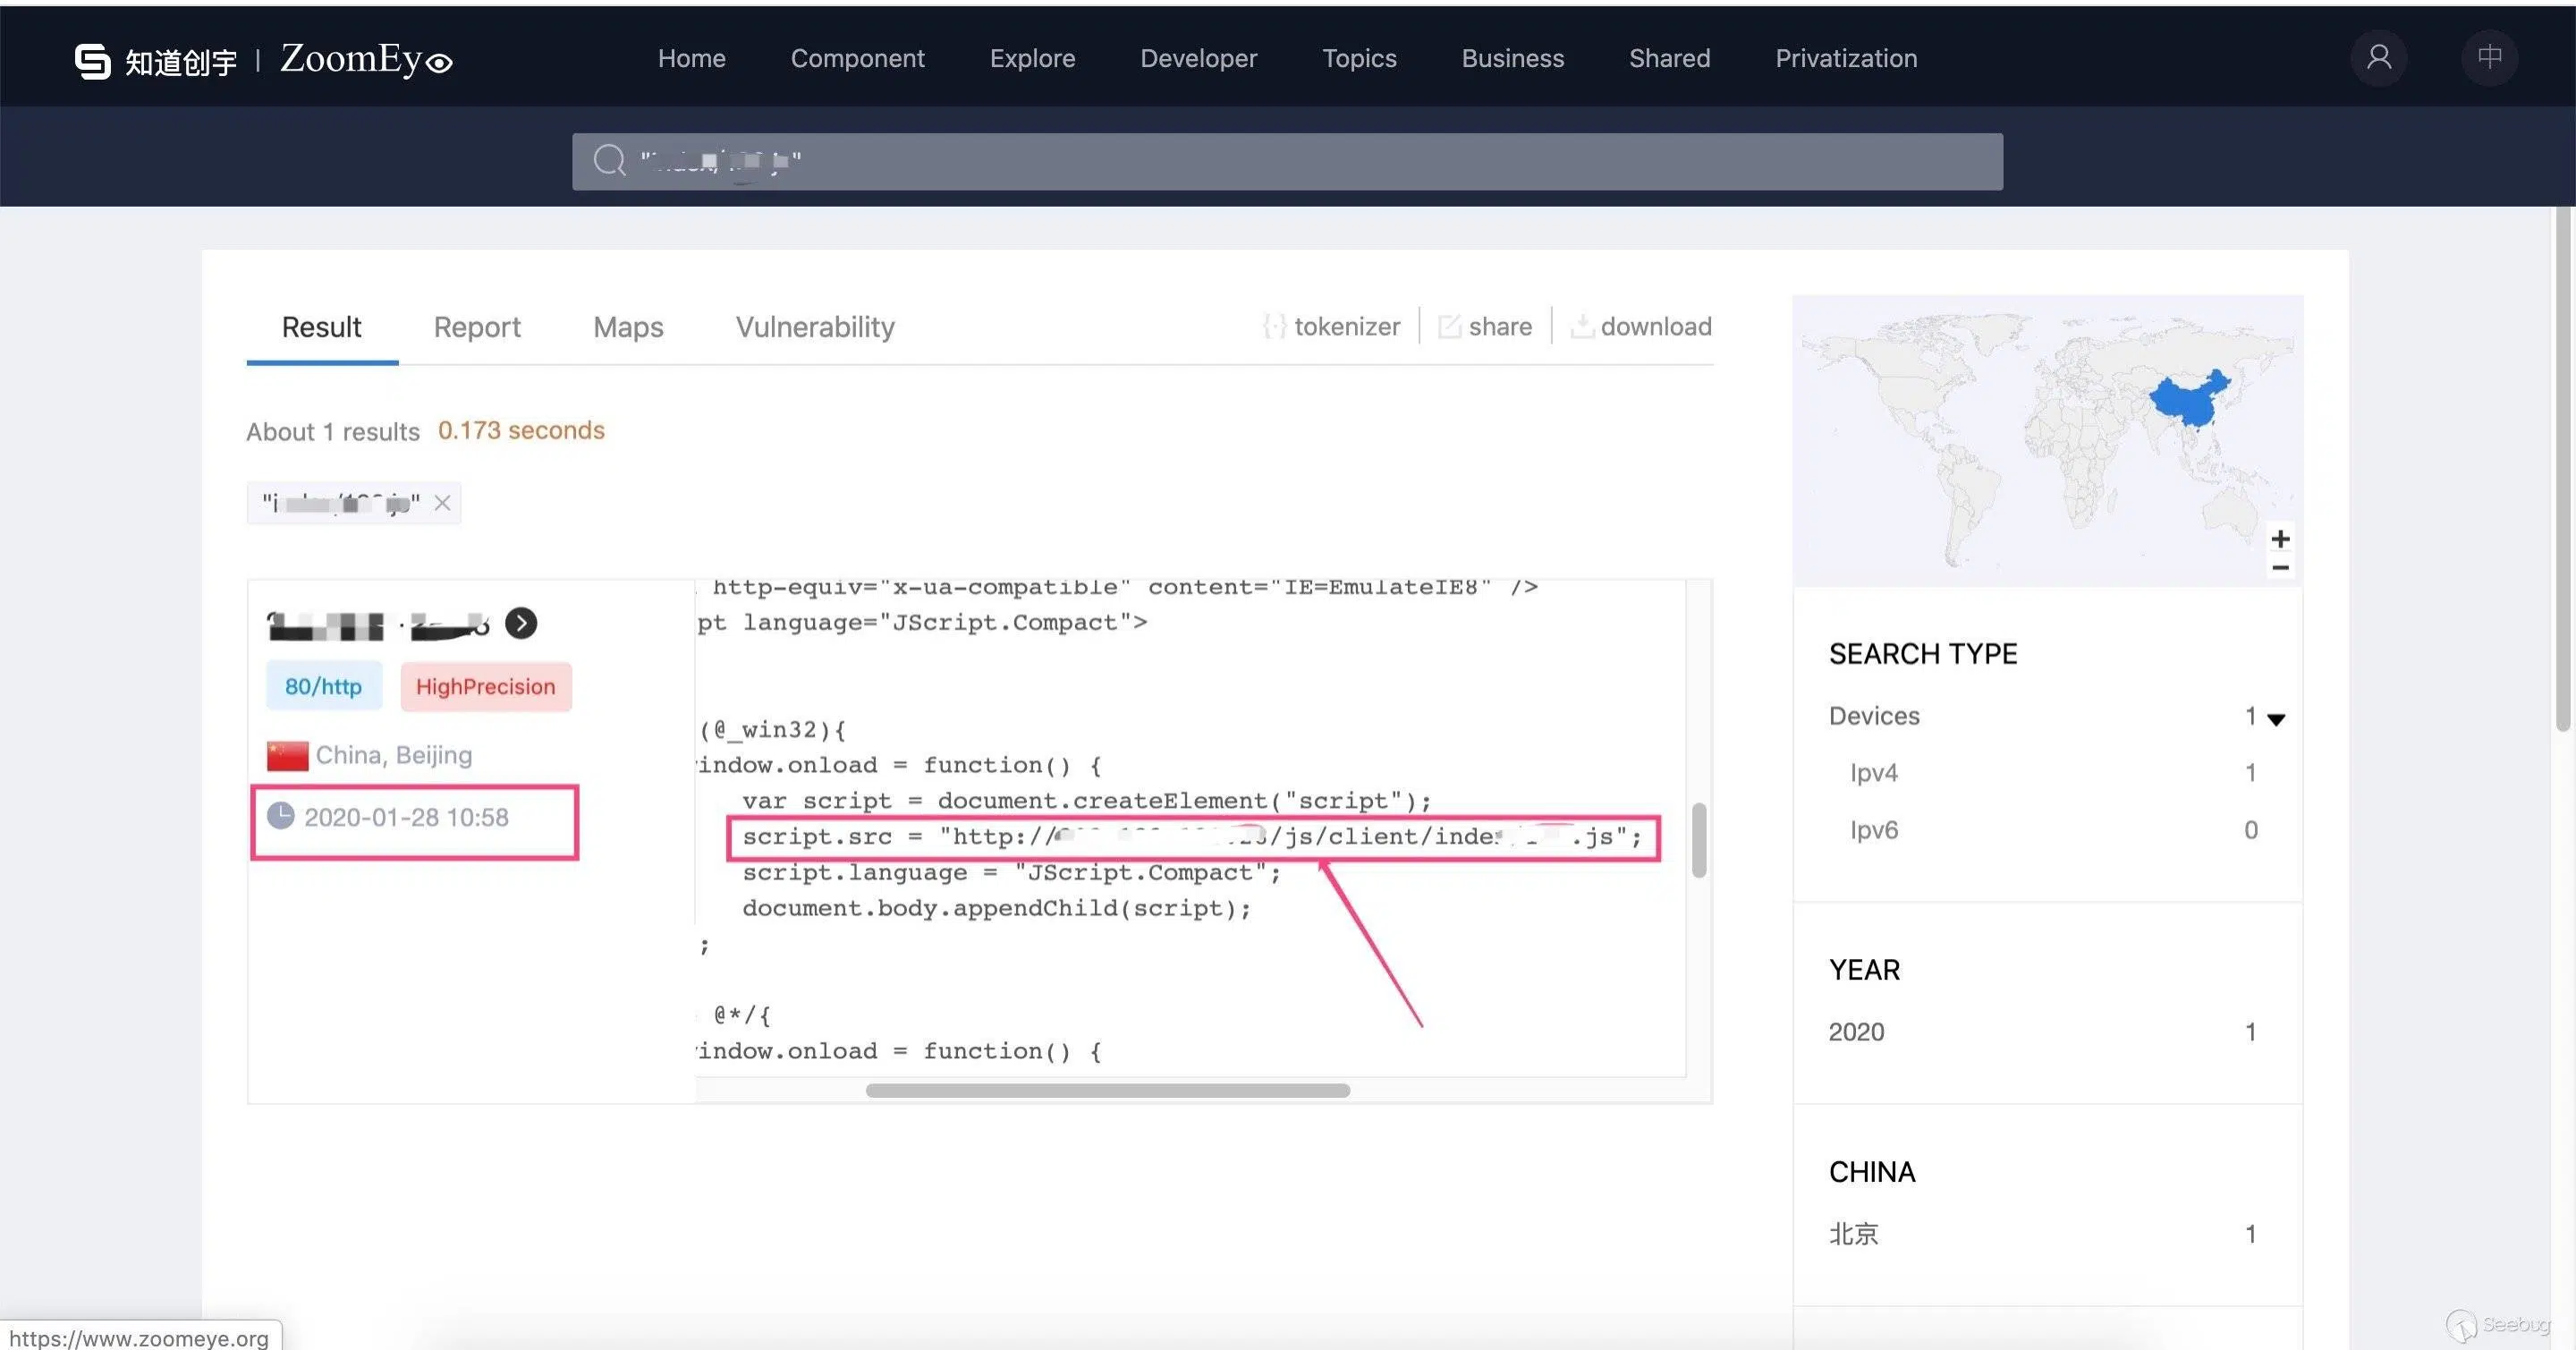 知道创宇 | ZoomEye
Home Component Explore Developer Topics Business Shared Privatization
中
Result Report Maps Vulnerability
tokenizer share download
About 1 results 0.173 seconds
80/http HighPrecision
China, Beijing
2020-01-28 10:58
http-equiv="x-ua-compatible" content="IE=EmulateIE8" />
pt language="JScript.Compact">
(@_win32){
indow.onload = function() {
var script = document.createElement("script");
script.src = "http:// /js/client/inde .js";
script.language = "JScript.Compact";
document.body.appendChild(script);
;
@*/{
indow.onload = function() {
+
−
SEARCH TYPE
Devices 1
Ipv4 1
Ipv6 0
YEAR
2020 1
CHINA
北京 1
https://www.zoomeye.org
Seebug